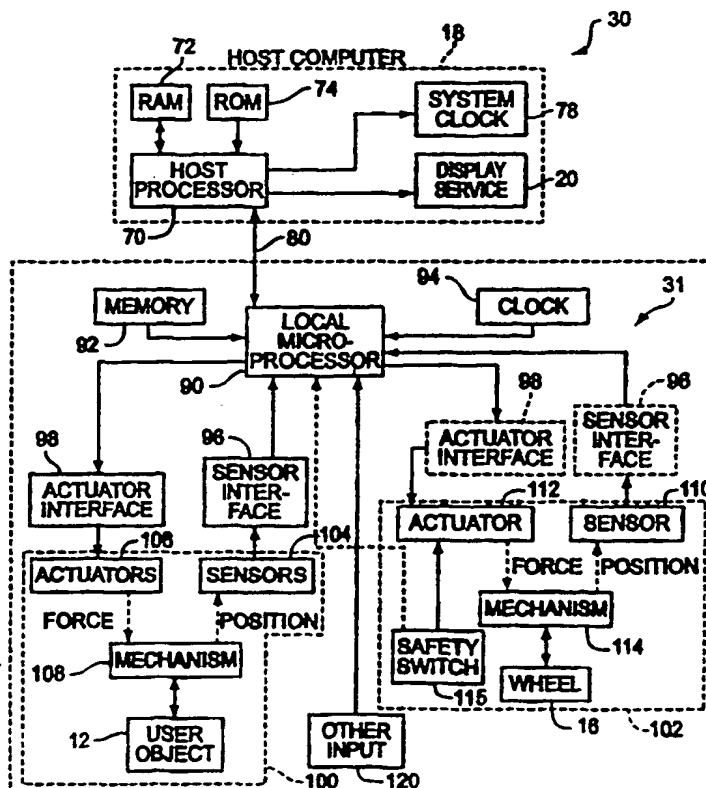 30
18
HOST COMPUTER
72
74
RAM
ROM
SYSTEM
CLOCK
78
HOST
PROCESSOR
DISPLAY
SERVICE
70
80
20
94
31
MEMORY
CLOCK
92
LOCAL
MICRO-
PROCESSOR
90
98
96
98
96
ACTUATOR
INTERFACE
SENSOR
INTER-
FACE
ACTUATOR
INTERFACE
SENSOR
INTER-
FACE
106
104
112
110
ACTUATORS
SENSORS
ACTUATOR
SENSOR
FORCE
POSITION
FORCE
POSITION
108
MECHANISM
MECHANISM
114
SAFETY
SWITCH
115
WHEEL
16
102
12
USER
OBJECT
100
OTHER
INPUT
120